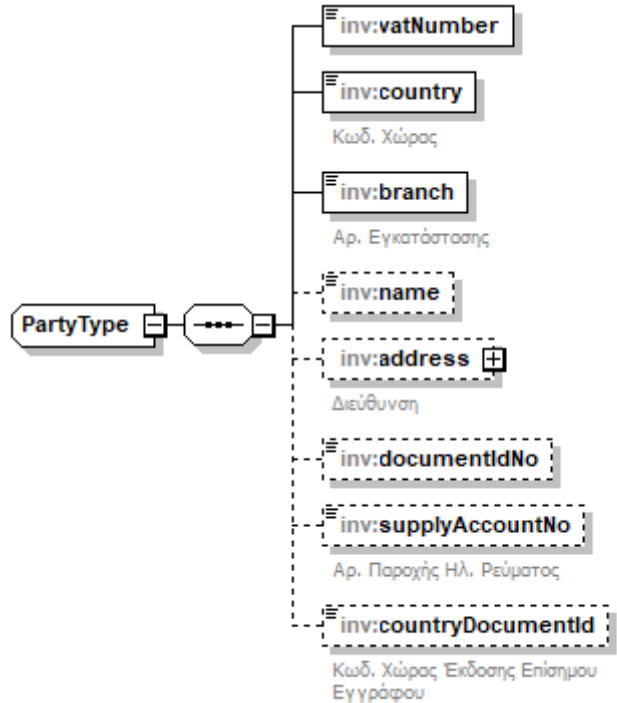 inv:vatNumber
inv:country
Κωδ. Χώρας
inv:branch
Αρ. Εγκατάστασης
inv:name
PartyType
inv:address
Διεύθυνση
inv:documentIdNo
inv:supplyAccountNo
Αρ. Παροχής Ηλ. Ρεύματος
inv:countryDocumentId
Κωδ. Χώρας Έκδοσης Επίσημου
Εγγράφου